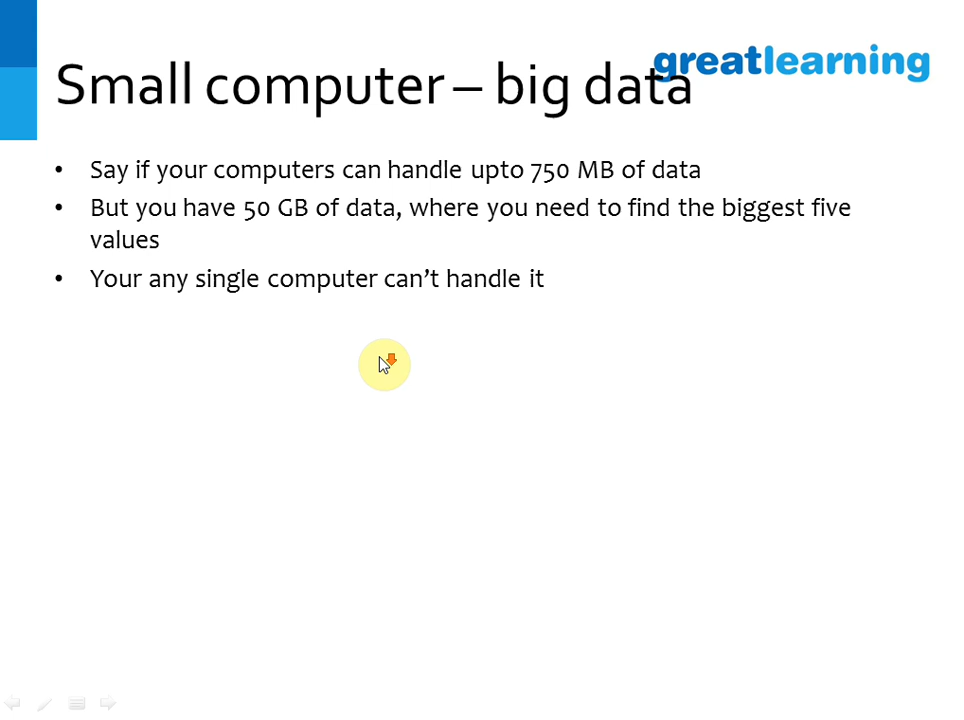 greatlearning
Small computer – big data
• Say if your computers can handle upto 750 MB of data
• But you have 50 GB of data, where you need to find the biggest five
values
• Your any single computer can’t handle it